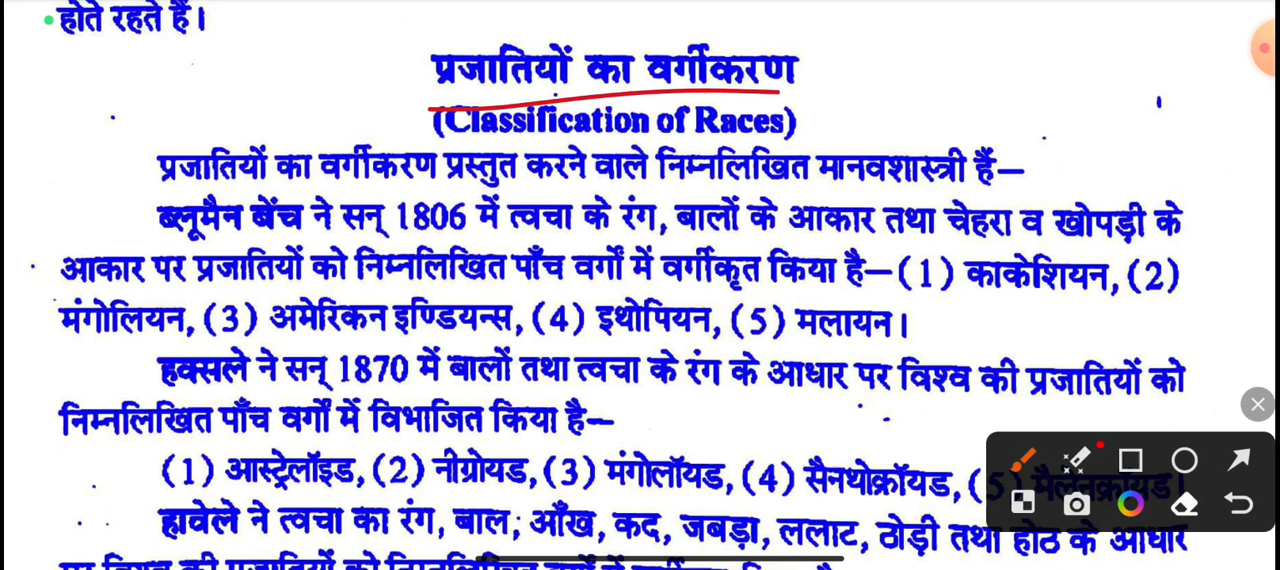 होते रहते हैं।
प्रजातियों का वर्गीकरण
(Classification of Races)
प्रजातियों का वर्गीकरण प्रस्तुत करने वाले निम्नलिखित मानवशास्त्री हैं—
ब्लूमैन बेंच ने सन् 1806 में त्वचा के रंग, बालों के आकार तथा चेहरा व खोपड़ी के
आकार पर प्रजातियों को निम्नलिखित पाँच वर्गों में वर्गीकृत किया है—(1) काकेशियन, (2)
मंगोलियन, (3) अमेरिकन इण्डियन्स, (4) इथोपियन, (5) मलायन।
हक्सले ने सन् 1870 में बालों तथा त्वचा के रंग के आधार पर विश्व की प्रजातियों को
निम्नलिखित पाँच वर्गों में विभाजित किया है—
(1) आस्ट्रेलॉइड, (2) नीग्रोयड, (3) मंगोलॉयड, (4) सैनथोक्रॉयड, (5) मैलेनक्रायड।
हावेले ने त्वचा का रंग, बाल, आँख, कद, जबड़ा, ललाट, ठोड़ी तथा होठ के आधार